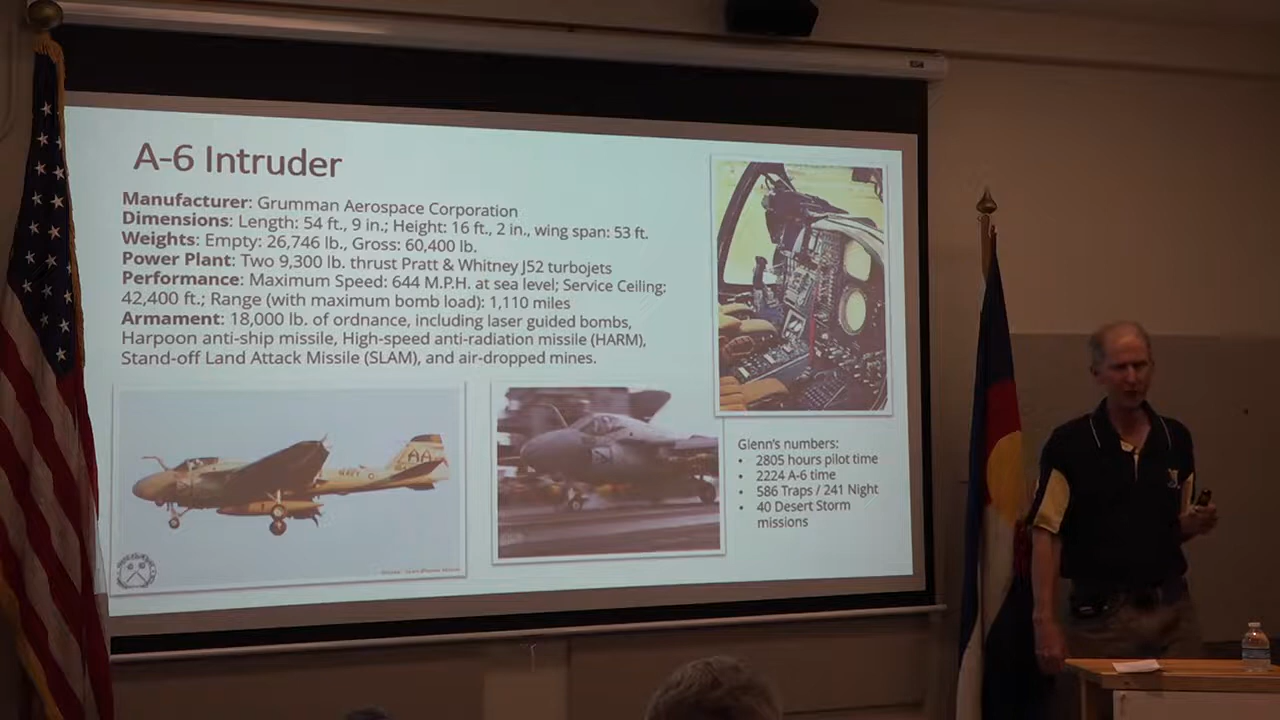 A-6 Intruder
Manufacturer: Grumman Aerospace Corporation
Dimensions: Length: 54 ft., 9 in.; Height: 16 ft., 2 in., wing span: 53 ft.
Weights: Empty: 26,746 lb., Gross: 60,400 lb.
Power Plant: Two 9,300 lb. thrust Pratt & Whitney J52 turbojets
Performance: Maximum Speed: 644 M.P.H. at sea level; Service Ceiling:
42,400 ft.; Range (with maximum bomb load): 1,110 miles
Armament: 18,000 lb. of ordnance, including laser guided bombs,
Harpoon anti-ship missile, High-speed anti-radiation missile (HARM),
Stand-off Land Attack Missile (SLAM), and air-dropped mines.
AA
NAVY
Glenn's numbers:
• 2805 hours pilot time
• 2224 A-6 time
• 586 Traps / 241 Night
• 40 Desert Storm
missions